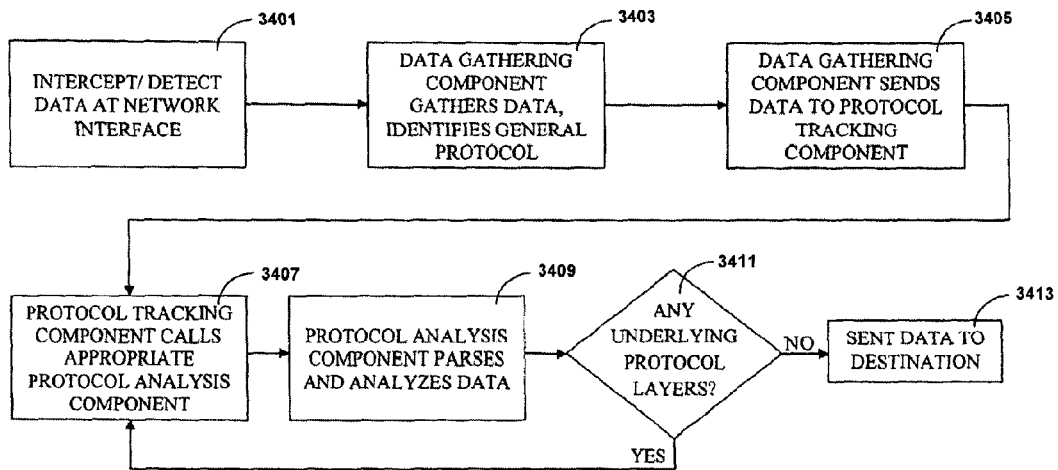 3401
INTERCEPT/ DETECT
DATA AT NETWORK
INTERFACE
3403
DATA GATHERING
COMPONENT
GATHERS DATA,
IDENTIFIES GENERAL
PROTOCOL
3405
DATA GATHERING
COMPONENT SENDS
DATA TO PROTOCOL
TRACKING
COMPONENT
3407
PROTOCOL TRACKING
COMPONENT CALLS
APPROPRIATE
PROTOCOL ANALYSIS
COMPONENT
3409
PROTOCOL ANALYSIS
COMPONENT PARSES
AND ANALYZES DATA
3411
ANY
UNDERLYING
PROTOCOL
LAYERS?
NO
YES
3413
SENT DATA TO
DESTINATION